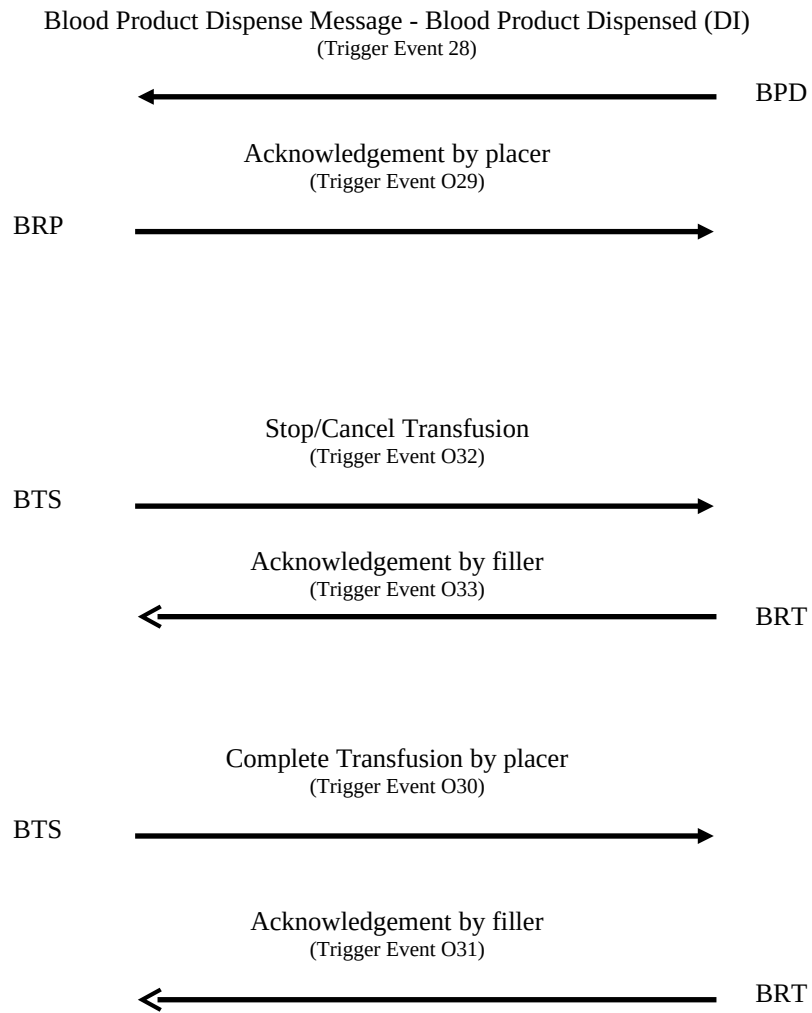 Blood Product Dispense Message - Blood Product Dispensed (DI)
(Trigger Event 28)
BPD
Acknowledgement by placer
(Trigger Event O29)
BRP
Stop/Cancel Transfusion
(Trigger Event O32)
BTS
Acknowledgement by filler
(Trigger Event O33)
BRT
Complete Transfusion by placer
(Trigger Event O30)
BTS
Acknowledgement by filler
(Trigger Event O31)
BRT